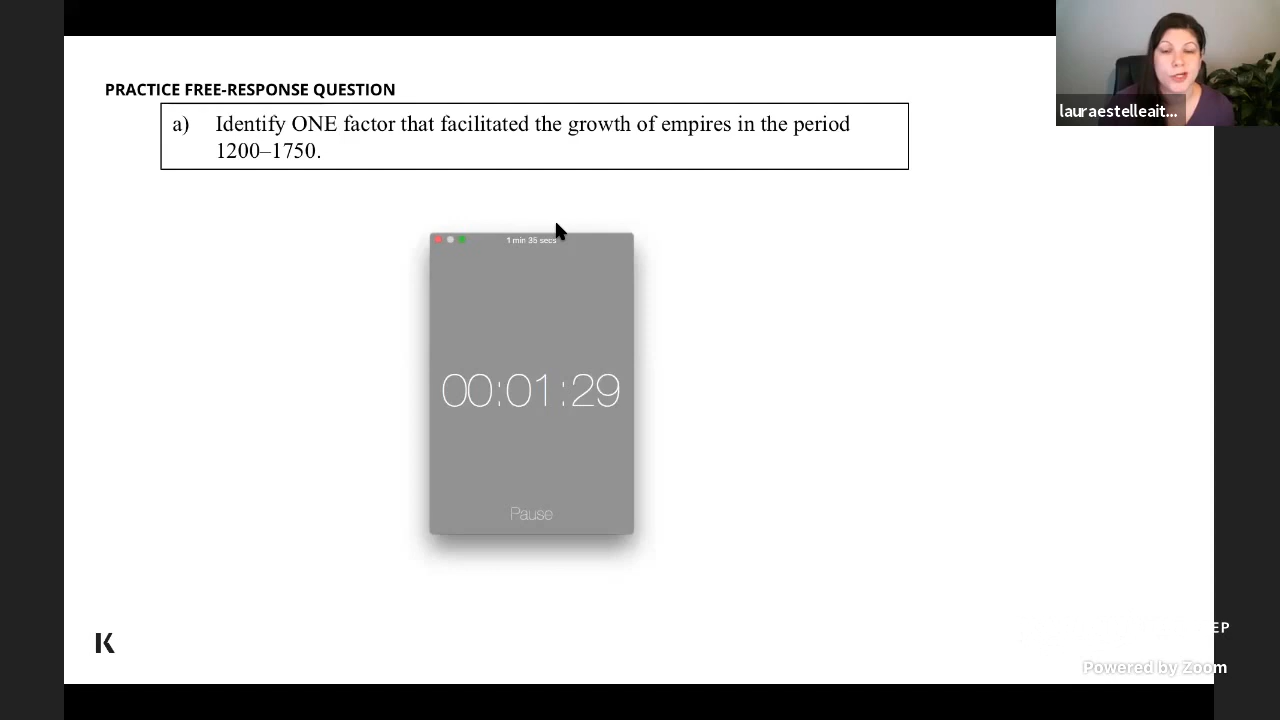 PRACTICE FREE-RESPONSE QUESTION
a) Identify ONE factor that facilitated the growth of empires in the period
1200–1750.
lauraestelleait...
1 min 35 secs
00:01:29
Pause
K
EP
Powered by Zoom